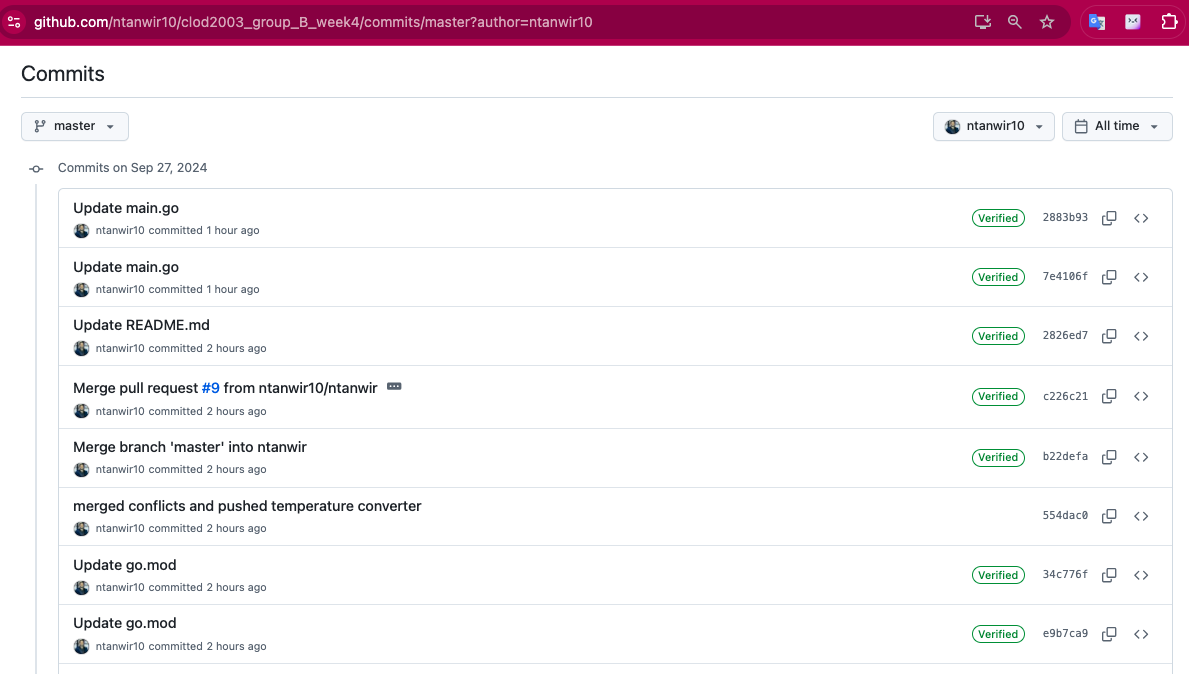 github.com/ntanwir10/clod2003_group_B_week4/commits/master?author=ntanwir10
Commits
master
ntanwir10
All time
Commits on Sep 27, 2024
Update main.go
ntanwir10 committed 1 hour ago
Verified
2883b93
Update main.go
ntanwir10 committed 1 hour ago
Verified
7e4106f
Update README.md
ntanwir10 committed 2 hours ago
Verified
2826ed7
Merge pull request #9 from ntanwir10/ntanwir
ntanwir10 committed 2 hours ago
Verified
c226c21
Merge branch 'master' into ntanwir
ntanwir10 committed 2 hours ago
Verified
b22defa
merged conflicts and pushed temperature converter
ntanwir10 committed 2 hours ago
554dac0
Update go.mod
ntanwir10 committed 2 hours ago
Verified
34c776f
Update go.mod
ntanwir10 committed 2 hours ago
Verified
e9b7ca9